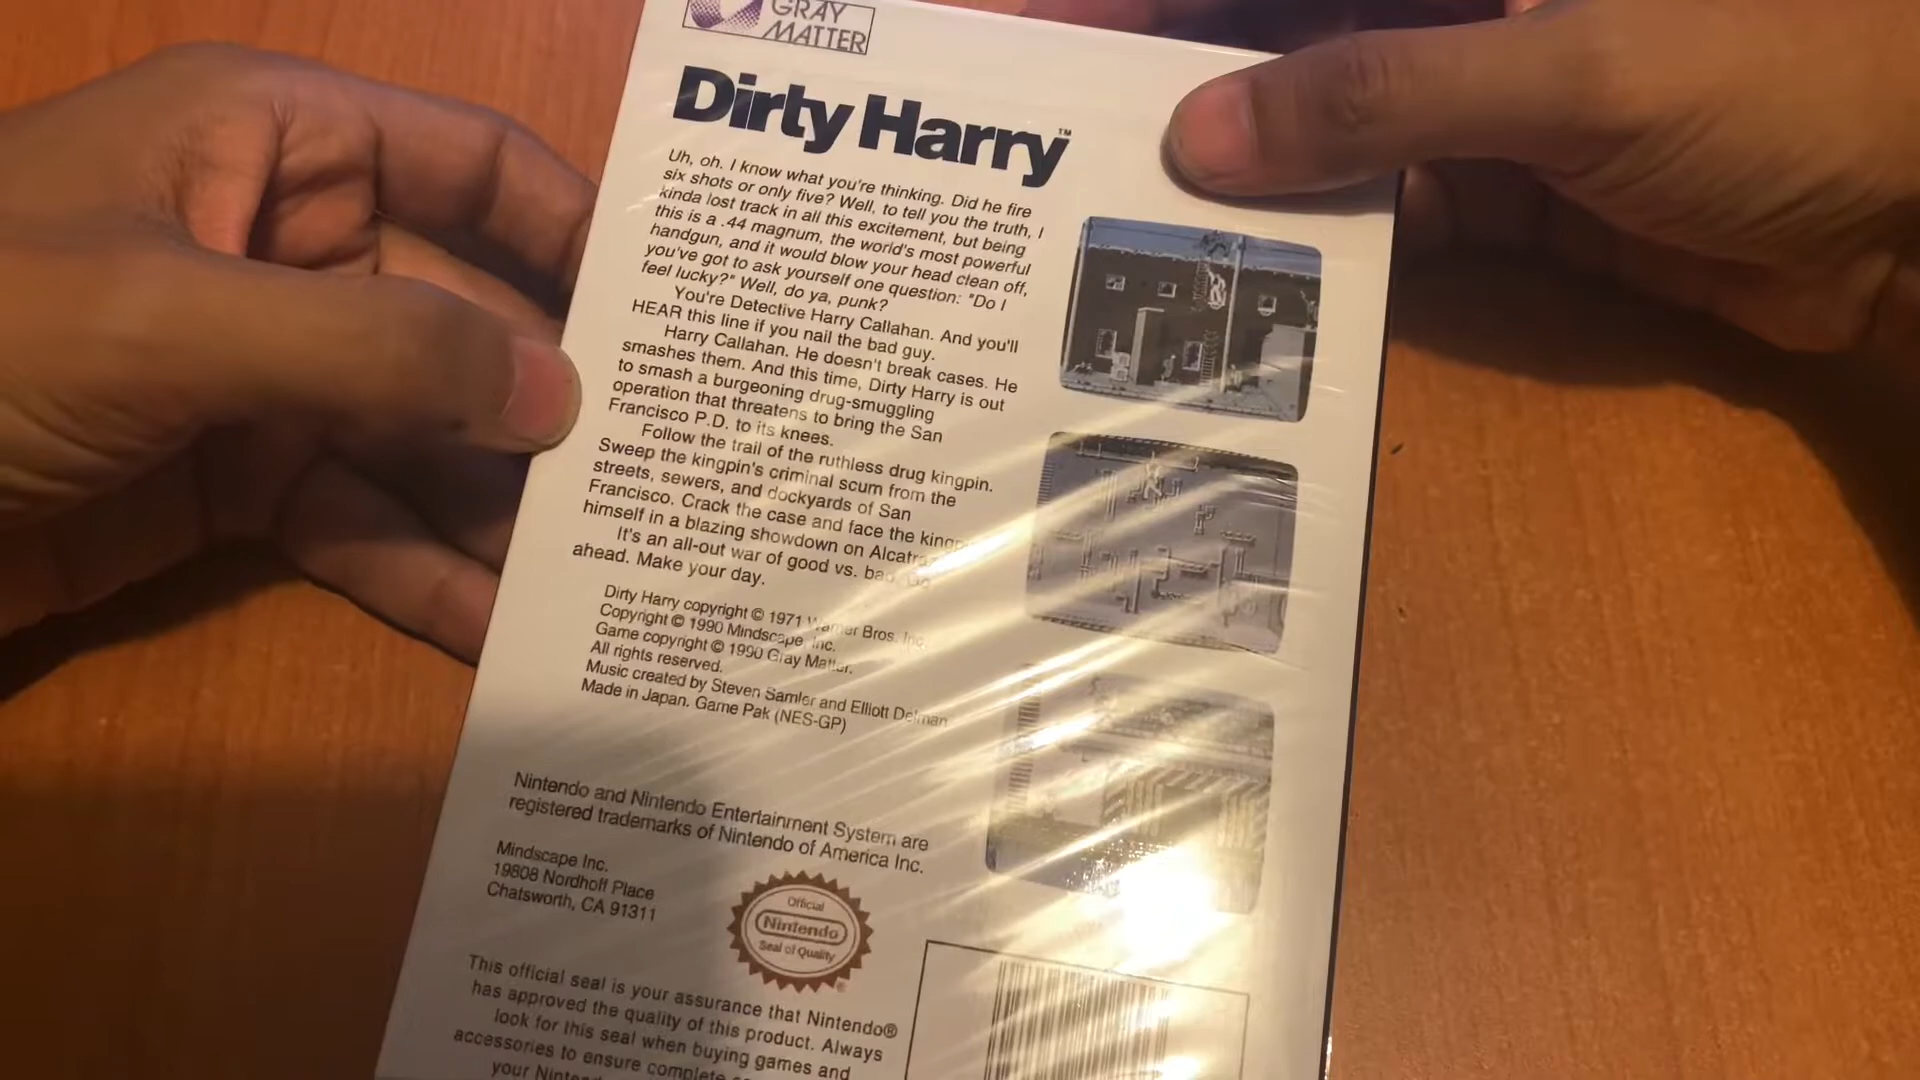 GRAY
MATTER
Dirty Harry™
Uh, oh. I know what you're thinking. Did he fire
six shots or only five? Well, to tell you the truth, I
kinda lost track in all this excitement, but being
this is a .44 magnum, the world's most powerful
handgun, and it would blow your head clean off,
you've got to ask yourself one question: "Do I
feel lucky?" Well, do ya, punk?
You're Detective Harry Callahan. And you'll
HEAR this line if you nail the bad guy.
Harry Callahan. He doesn't break cases. He
smashes them. And this time, Dirty Harry is out
to smash a burgeoning drug-smuggling
operation that threatens to bring the San
Francisco P.D. to its knees.
Follow the trail of the ruthless drug kingpin.
Sweep the kingpin's criminal scum from the
streets, sewers, and dockyards of San
Francisco. Crack the case and face the kingpin
himself in a blazing showdown on Alcatraz.
It's an all-out war of good vs. bad. Go
ahead. Make your day.
Dirty Harry copyright © 1971 Warner Bros. Inc.
Copyright © 1990 Mindscape, Inc.
Game copyright © 1990 Gray Matter.
All rights reserved.
Music created by Steven Samler and Elliott Delman
Made in Japan. Game Pak (NES-GP)
Nintendo and Nintendo Entertainment System are
registered trademarks of Nintendo of America Inc.
Mindscape Inc.
19808 Nordhoff Place
Chatsworth, CA 91311
Official
Nintendo
Seal of Quality
®
This official seal is your assurance that Nintendo®
has approved the quality of this product. Always
look for this seal when buying games and
accessories to ensure complete
your